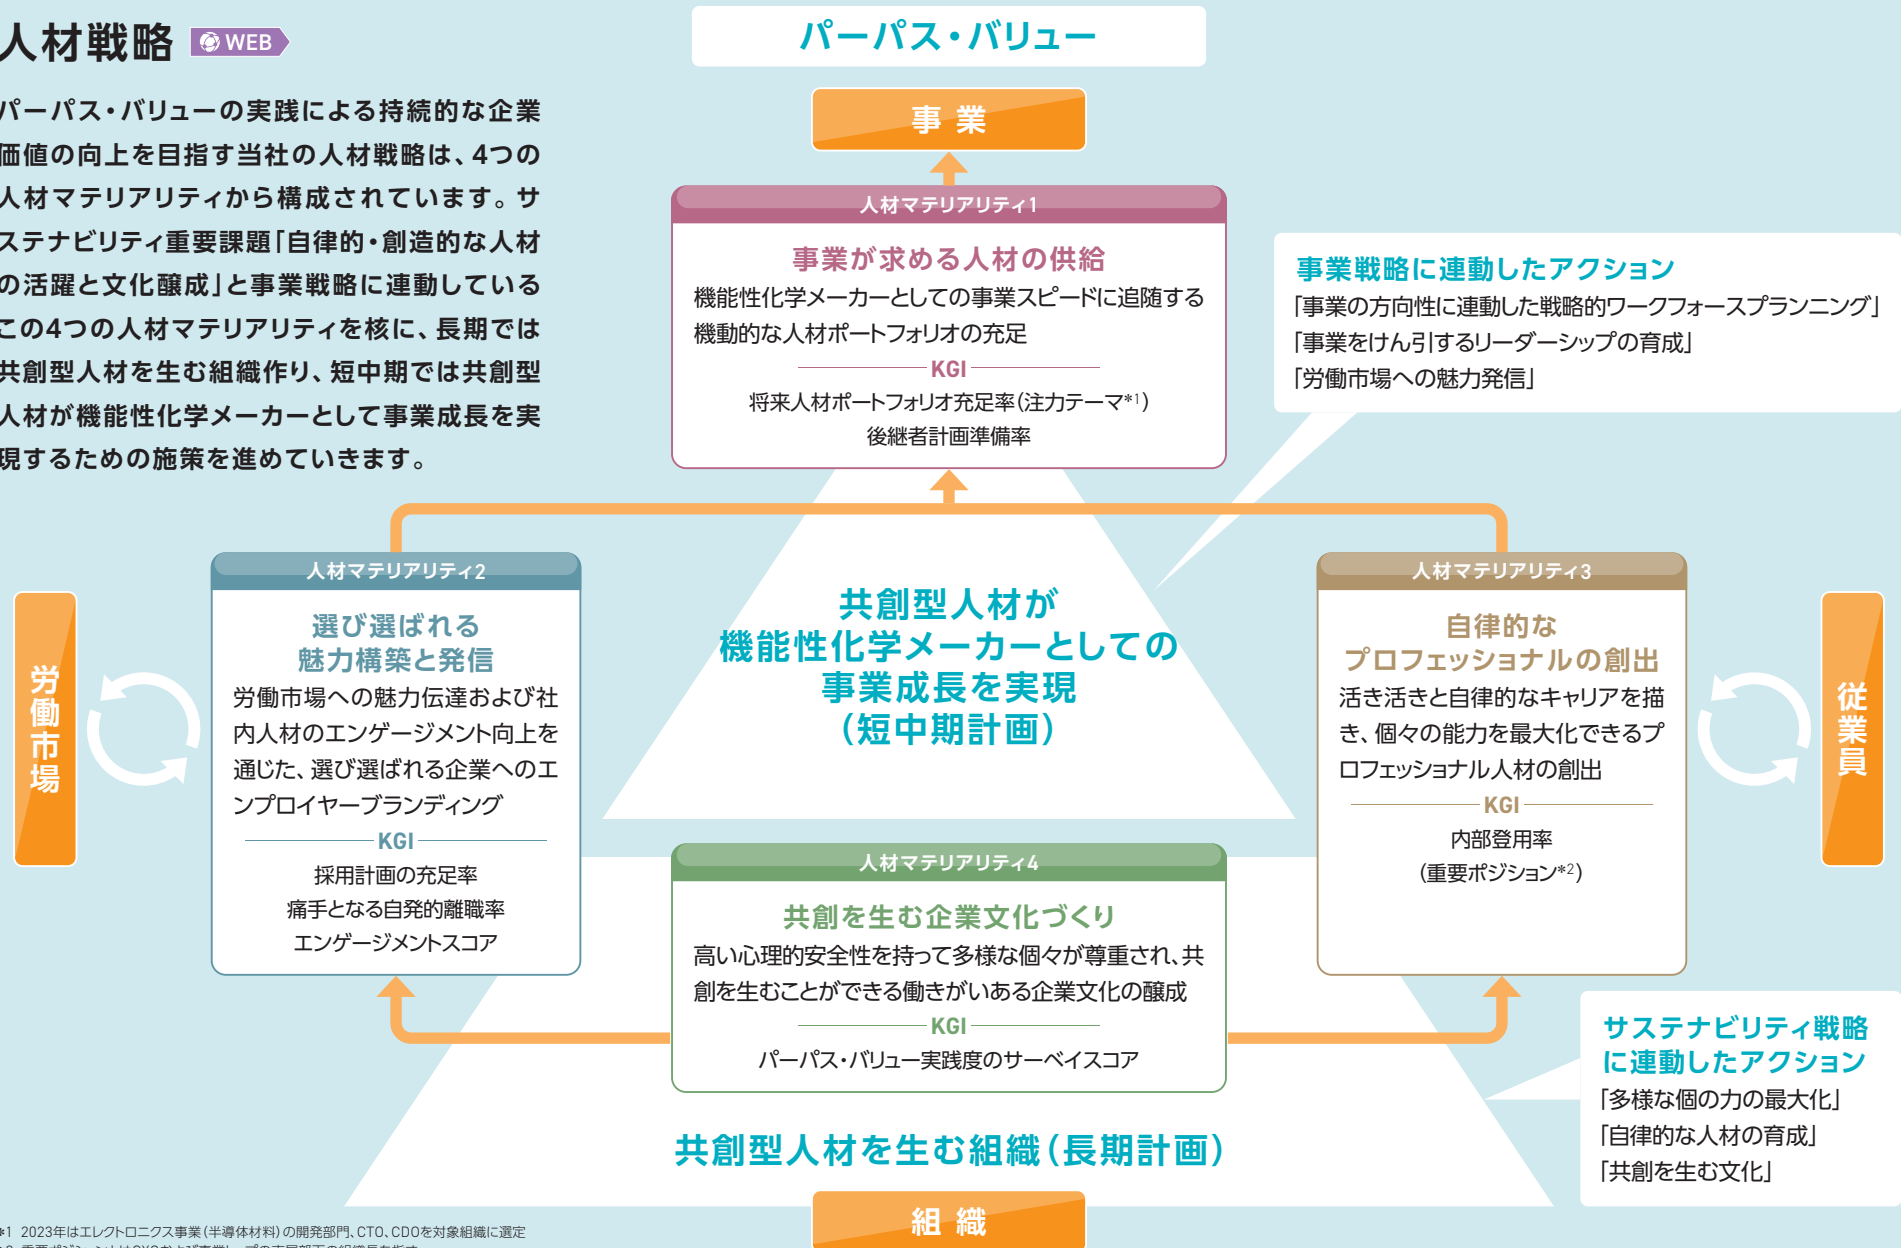 人材戦略 WEB
パーパス・バリューの実践による持続的な企業
価値の向上を目指す当社の人材戦略は、4つの
人材マテリアリティから構成されています。サ
ステナビリティ重要課題「自律的・創造的な人材
の活躍と文化醸成」と事業戦略に連動している
この4つの人材マテリアリティを核に、長期では
共創型人材を生む組織作り、短中期では共創型
人材が機能性化学メーカーとして事業成長を実
現するための施策を進めていきます。
パーパス・バリュー
事業
人材マテリアリティ1
事業が求める人材の供給
機能性化学メーカーとしての事業スピードに追随する
機動的な人材ポートフォリオの充足
KGI
将来人材ポートフォリオ充足率(注力テーマ*1)
後継者計画準備率
事業戦略に連動したアクション
「事業の方向性に連動した戦略的ワークフォースプランニング」
「事業をけん引するリーダーシップの育成」
「労働市場への魅力発信」
労働市場
人材マテリアリティ2
選び選ばれる
魅力構築と発信
労働市場への魅力伝達および社
内人材のエンゲージメント向上を
通じた、選び選ばれる企業へのエ
ンプロイヤーブランディング
KGI
採用計画の充足率
痛手となる自発的離職率
エンゲージメントスコア
共創型人材が
機能性化学メーカーとしての
事業成長を実現
(短中期計画)
人材マテリアリティ3
自律的な
プロフェッショナルの創出
活き活きと自律的なキャリアを描
き、個々の能力を最大化できるプ
ロフェッショナル人材の創出
KGI
内部登用率
(重要ポジション*2)
従業員
人材マテリアリティ4
共創を生む企業文化づくり
高い心理的安全性を持って多様な個々が尊重され、共
創を生むことができる働きがいある企業文化の醸成
KGI
パーパス・バリュー実践度のサーベイスコア
共創型人材を生む組織(長期計画)
組織
サステナビリティ戦略
に連動したアクション
「多様な個の力の最大化」
「自律的な人材の育成」
「共創を生む文化」
*1 2023年はエレクトロニクス事業(半導体材料)の開発部門、CTO、CDOを対象組織に選定